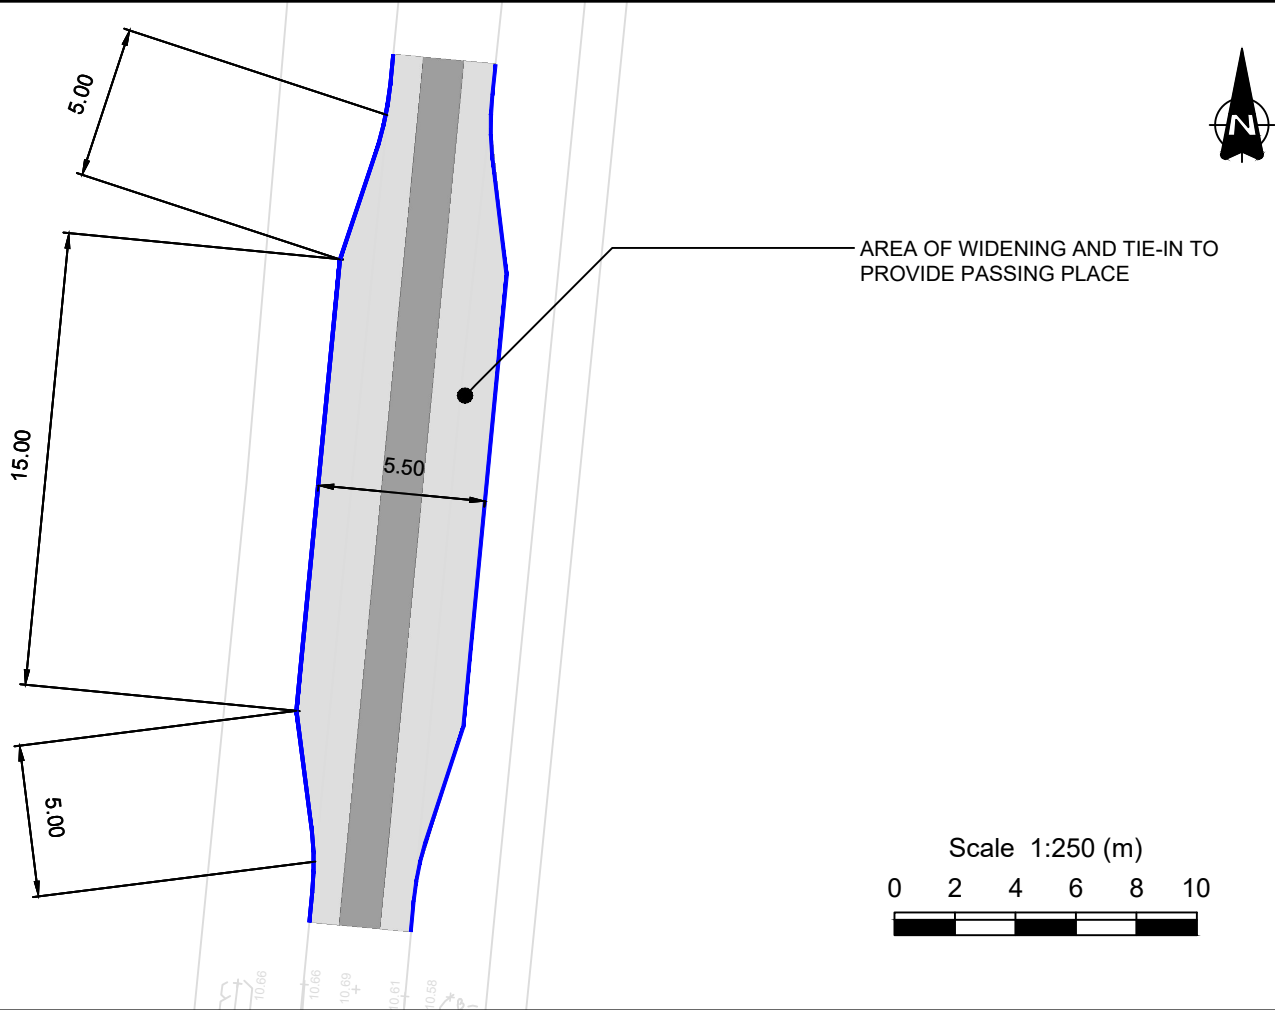 5.00
N
AREA OF WIDENING AND TIE-IN TO
PROVIDE PASSING PLACE
15.00
5.50
5.00
Scale 1:250 (m)
0 2 4 6 8 10
10.66
10.66
10.69
10.61
10.58